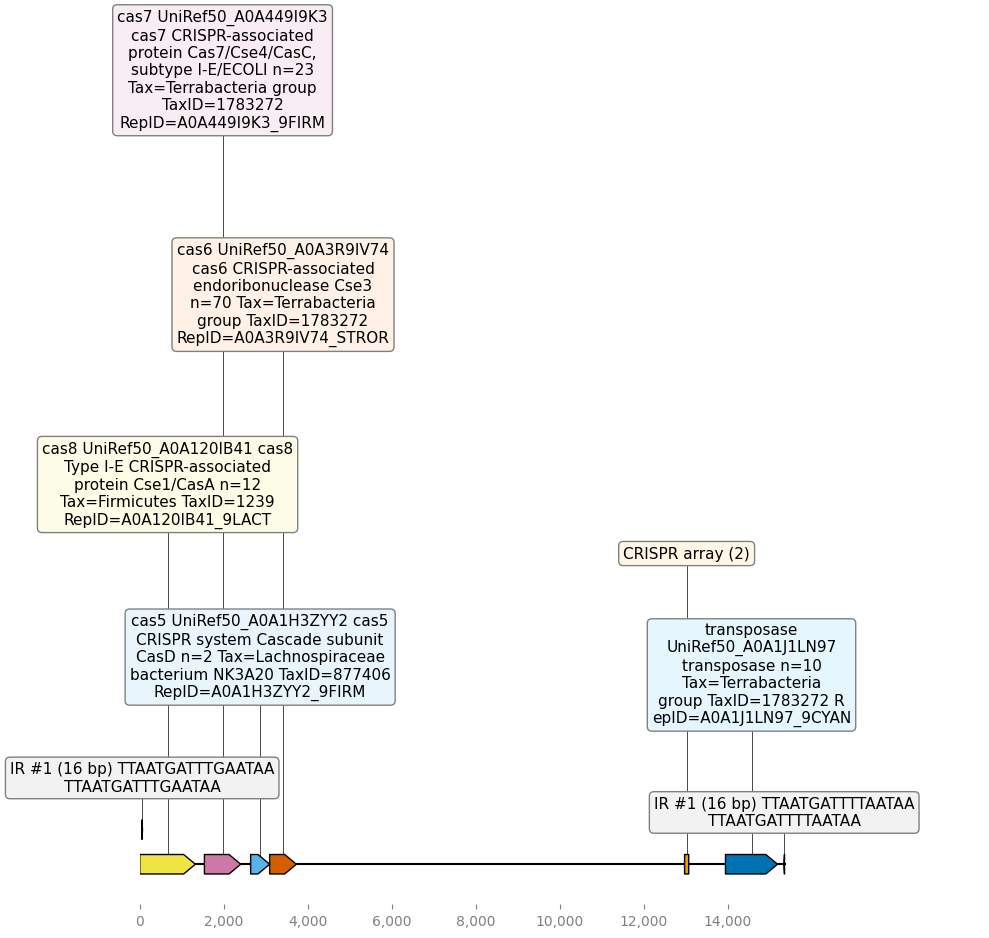 cas7 UniRef50_A0A449I9K3
cas7 CRISPR-associated
protein Cas7/Cse4/CasC,
subtype I-E/ECOLI n=23
Tax=Terrabacteria group
TaxID=1783272
RepID=A0A449I9K3_9FIRM
cas6 UniRef50_A0A3R9IV74
cas6 CRISPR-associated
endoribonuclease Cse3
n=70 Tax=Terrabacteria
group TaxID=1783272
RepID=A0A3R9IV74_STROR
cas8 UniRef50_A0A120IB41 cas8
Type I-E CRISPR-associated
protein Cse1/CasA n=12
Tax=Firmicutes TaxID=1239
RepID=A0A120IB41_9LACT
CRISPR array (2)
cas5 UniRef50_A0A1H3ZYY2 cas5
CRISPR system Cascade subunit
CasD n=2 Tax=Lachnospiraceae
bacterium NK3A20 TaxID=877406
RepID=A0A1H3ZYY2_9FIRM
transposase
UniRef50_A0A1J1LN97
transposase n=10
Tax=Terrabacteria
group TaxID=1783272 R
epID=A0A1J1LN97_9CYAN
IR #1 (16 bp) TTAATGATTTGAATAA
TTAATGATTTGAATAA
IR #1 (16 bp) TTAATGATTTTAATAA
TTAATGATTTTAATAA
0
2,000
4,000
6,000
8,000
10,000
12,000
14,000